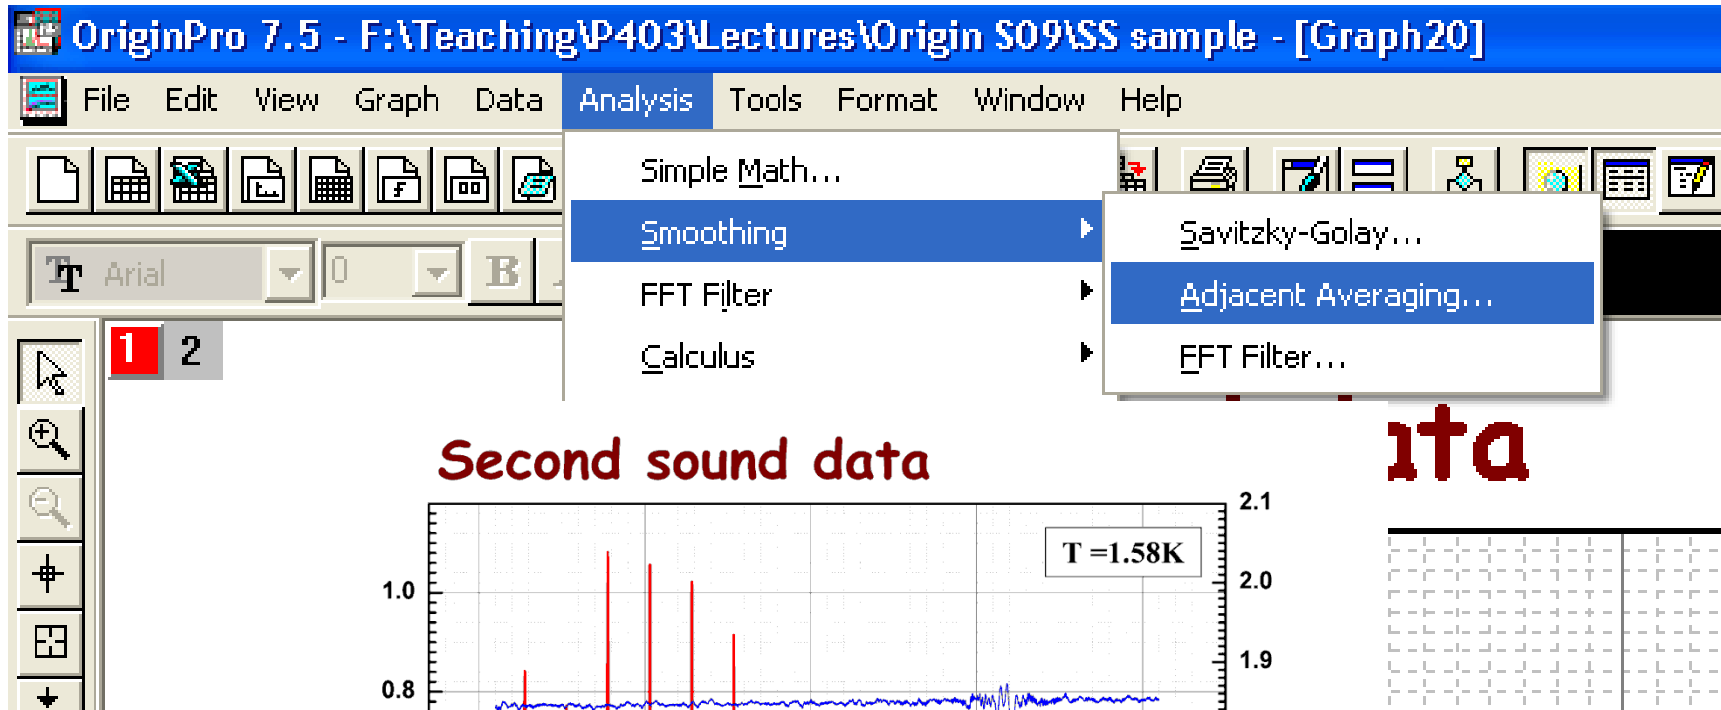 OriginPro 7.5 - F:\Teaching\P403\Lectures\Origin S09\SS sample - [Graph20]
File Edit View Graph Data Analysis Tools Format Window Help
Simple Math...
Smoothing
Savitzky-Golay...
Arial 0 B
FFT Filter
Adjacent Averaging...
Calculus
FFT Filter...
1 2
Second sound data
ata
2.1
T =1.58K
1.0
2.0
1.9
0.8